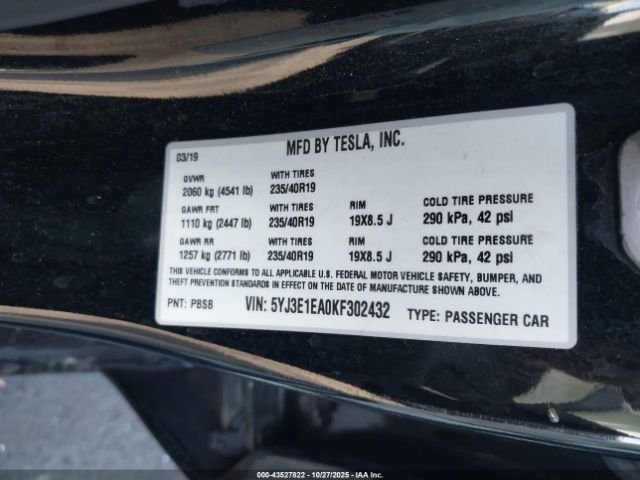 MFD BY TESLA, INC.
03/19
GVWR WITH TIRES
2060 kg (4541 lb) 235/40R19
GAWR FRT WITH TIRES RIM COLD TIRE PRESSURE
1110 kg (2447 lb) 235/40R19 19X8.5 J 290 kPa, 42 psi
GAWR RR WITH TIRES RIM COLD TIRE PRESSURE
1257 kg (2771 lb) 235/40R19 19X8.5 J 290 kPa, 42 psi
THIS VEHICLE CONFORMS TO ALL APPLICABLE U.S. FEDERAL MOTOR VEHICLE SAFETY, BUMPER, AND
THEFT PREVENTION STANDARDS IN EFFECT ON THE DATE OF MANUFACTURE SHOWN ABOVE.
PNT: PBSB VIN: 5YJ3E1EA0KF302432 TYPE: PASSENGER CAR
000-43527822 - 10/27/2025 - IAAI.COM